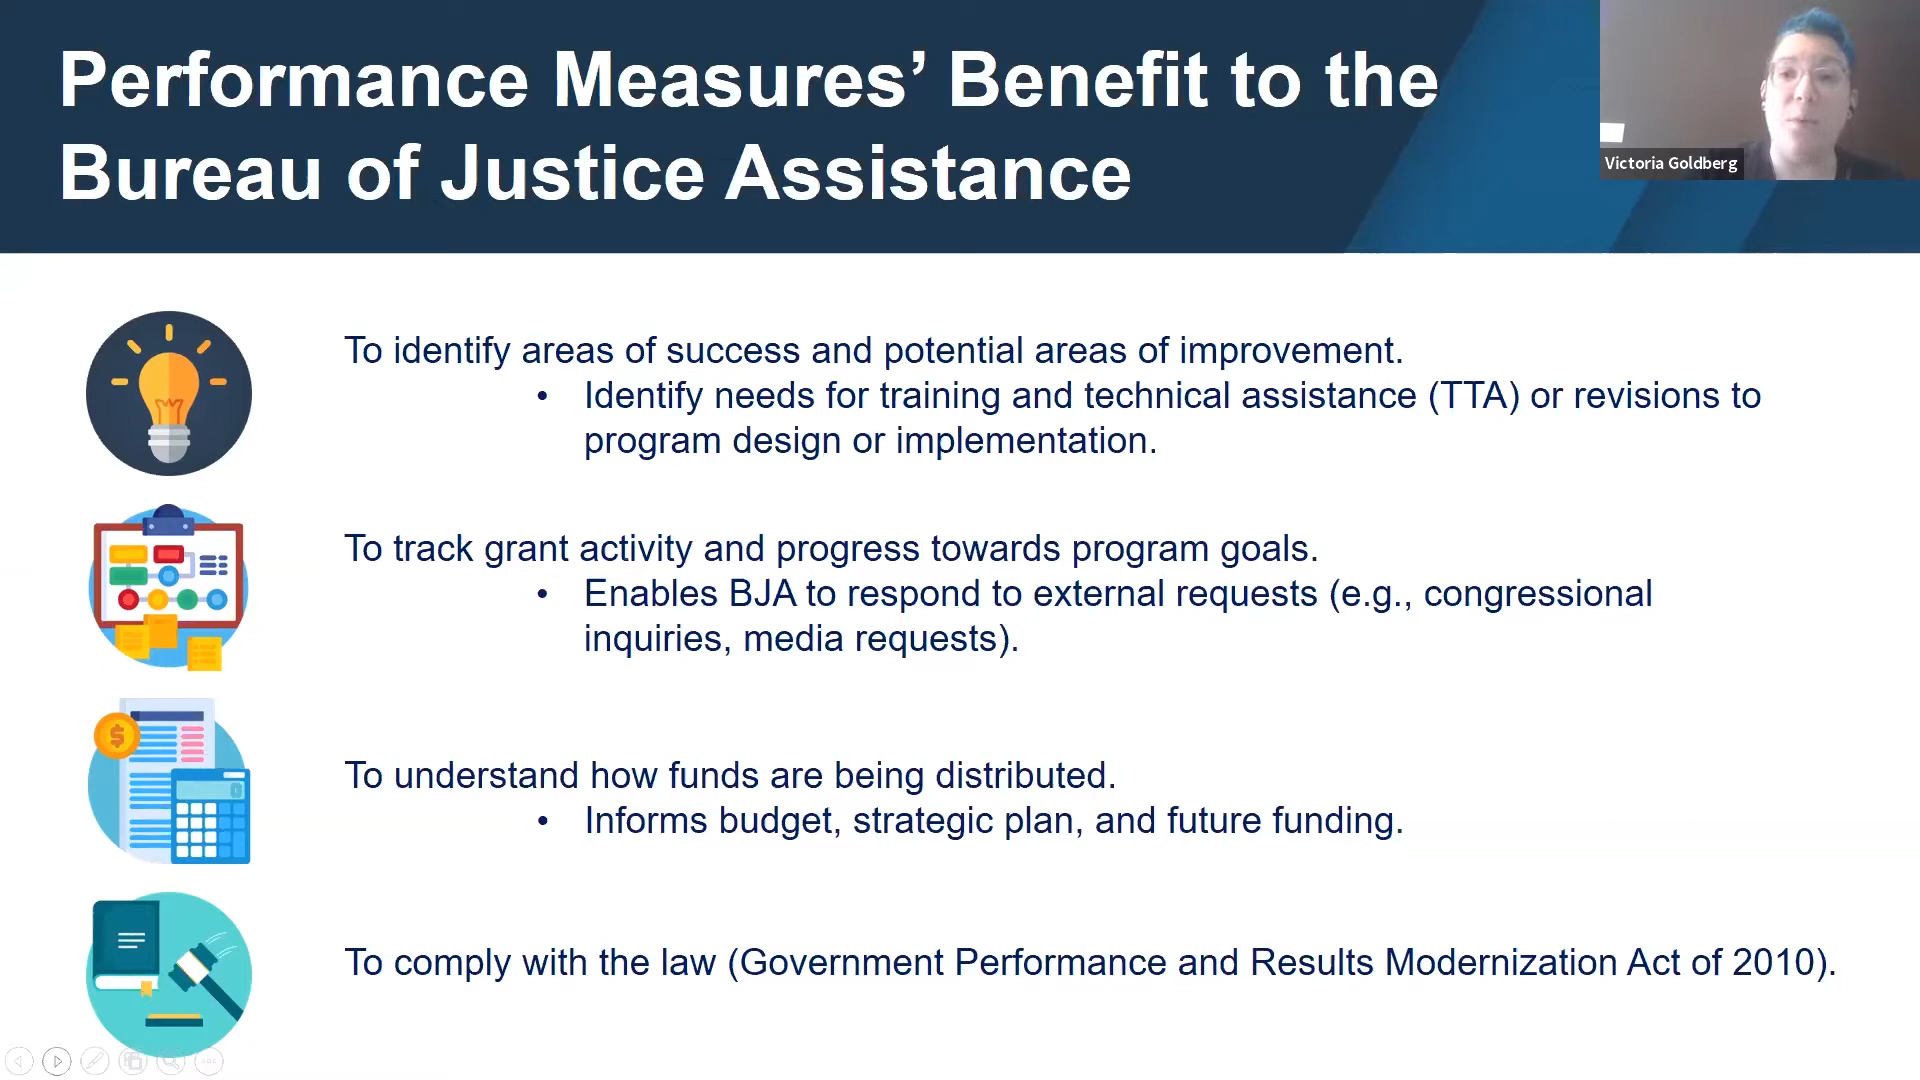 Performance Measures’ Benefit to the
Bureau of Justice Assistance
Victoria Goldberg
To identify areas of success and potential areas of improvement.
• Identify needs for training and technical assistance (TTA) or revisions to
program design or implementation.
To track grant activity and progress towards program goals.
• Enables BJA to respond to external requests (e.g., congressional
inquiries, media requests).
$
To understand how funds are being distributed.
• Informs budget, strategic plan, and future funding.
To comply with the law (Government Performance and Results Modernization Act of 2010).